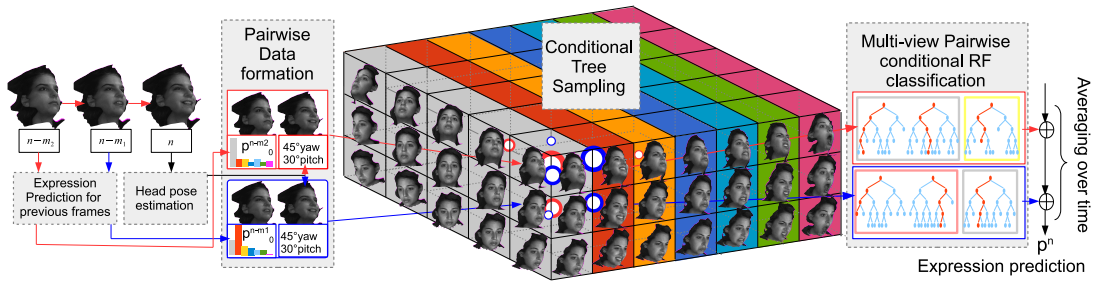 n−m₂
n−m₁
n
Expression
Prediction for
previous frames
Head pose
estimation
Pairwise
Data
formation
pⁿ⁻ᵐ²
0
45°yaw
30°pitch
pⁿ⁻ᵐ¹
0
45°yaw
30°pitch
Conditional
Tree
Sampling
Multi-view Pairwise
conditional RF
classification
Averaging over time
pⁿ
Expression prediction